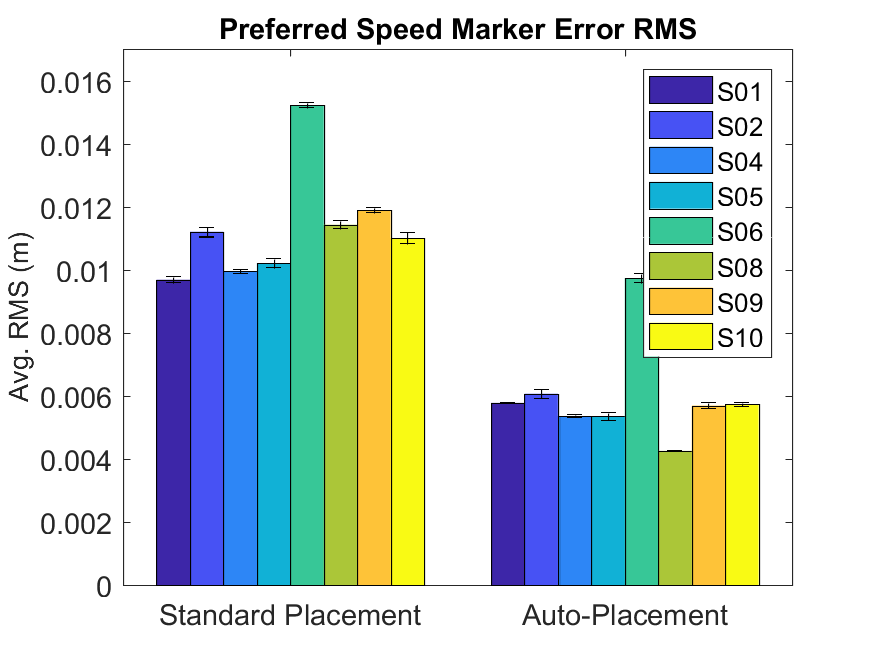 Preferred Speed Marker Error RMS
Avg. RMS (m)
0.016
0.014
0.012
0.01
0.008
0.006
0.004
0.002
0
Standard Placement
Auto-Placement
S01
S02
S04
S05
S06
S08
S09
S10